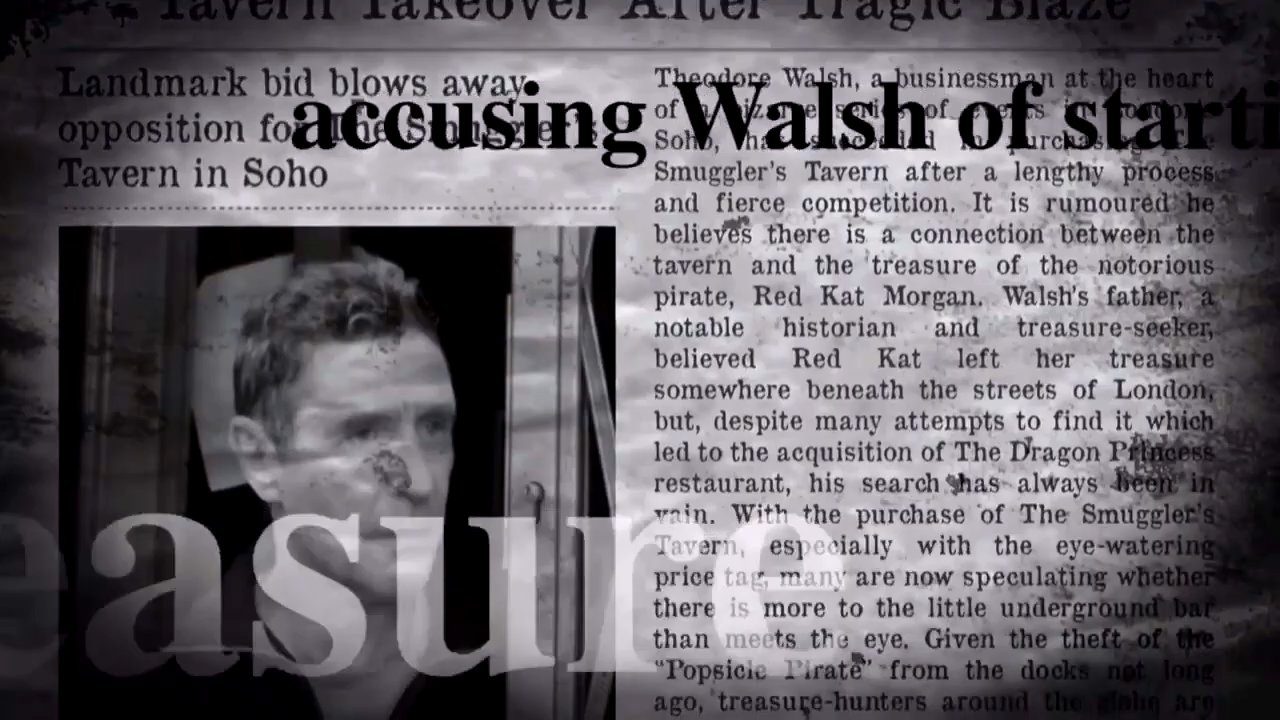 Tavern Takeover After Tragic Blaze
Landmark bid blows away
opposition for The Smuggler's
Tavern in Soho
accusing Walsh of starti
Theodore Walsh, a businessman at the heart
of a bizarre series of events in
Soho, has succeeded in purchasing The
Smuggler's Tavern after a lengthy process
and fierce competition. It is rumoured he
believes there is a connection between the
tavern and the treasure of the notorious
pirate, Red Kat Morgan. Walsh's father, a
notable historian and treasure-seeker,
believed Red Kat left her treasure
somewhere beneath the streets of London,
but, despite many attempts to find it which
led to the acquisition of The Dragon Princess
restaurant, his search has always been in
vain. With the purchase of The Smuggler's
Tavern, especially with the eye-watering
price tag, many are now speculating whether
there is more to the little underground bar
than meets the eye. Given the theft of the
"Popsicle Pirate" from the docks not long
ago, treasure-hunters around the globe are
easure